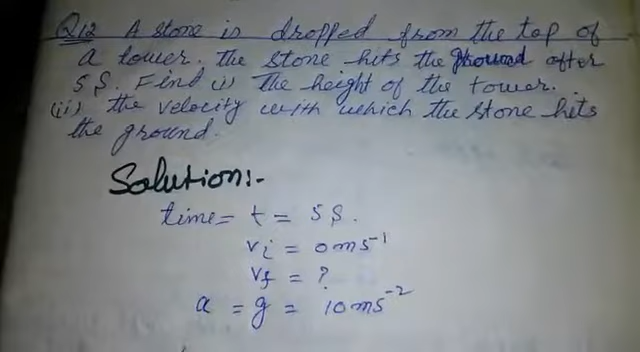 Q12 A stone is dropped from the top of
a tower. the stone hits the ground after
5 S. Find i) the height of the tower.
(ii) the velocity with which the stone hits
the ground.
Solution:-
time = t = 5 S.
vi = 0 ms⁻¹
vf = ?
a = g = 10 ms⁻²